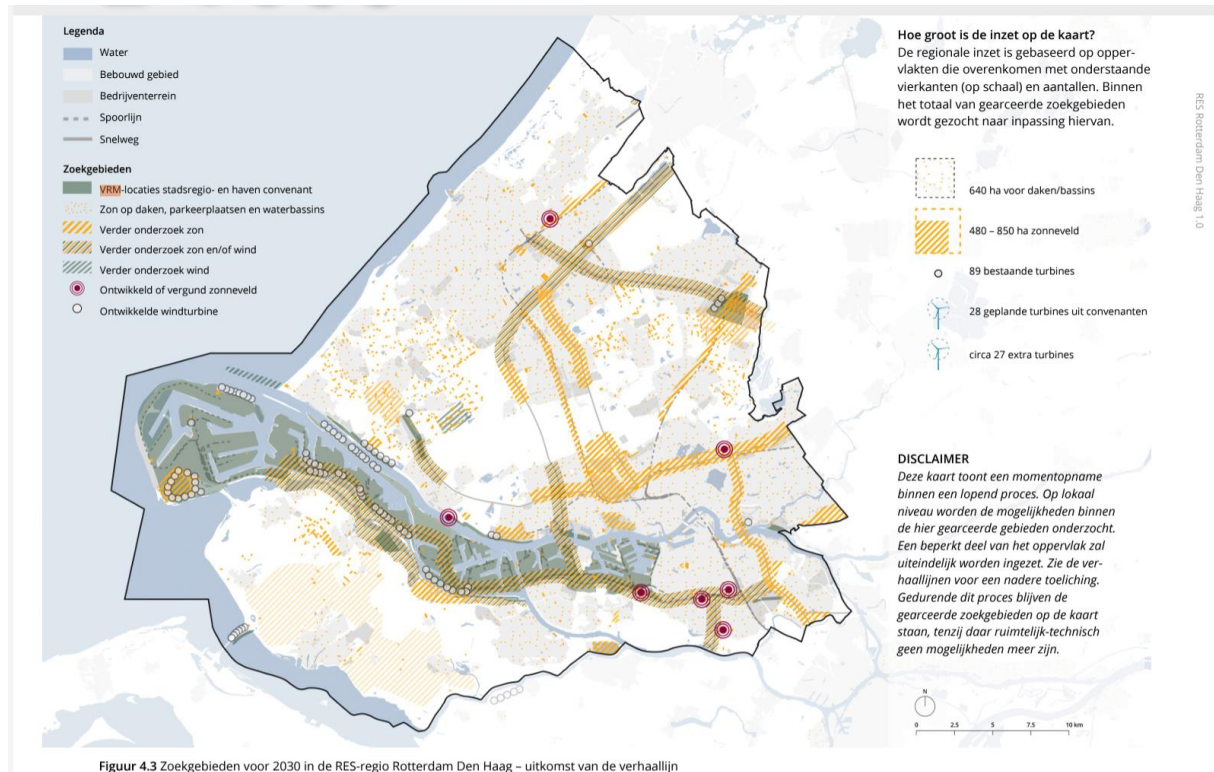 Legenda
Water
Bebouwd gebied
Bedrijventerrein
Spoorlijn
Snelweg
Zoekgebieden
VRM-locaties stadsregio- en haven convenant
Zon op daken, parkeerplaatsen en waterbassins
Verder onderzoek zon
Verder onderzoek zon en/of wind
Verder onderzoek wind
Ontwikkeld of vergund zonneveld
Ontwikkelde windturbine
Hoe groot is de inzet op de kaart?
De regionale inzet is gebaseerd op opper-
vlakten die overenkomen met onderstaande
vierkanten (op schaal) en aantallen. Binnen
het totaal van gearceerde zoekgebieden
wordt gezocht naar inpassing hiervan.
640 ha voor daken/bassins
480 – 850 ha zonneveld
89 bestaande turbines
28 geplande turbines uit convenanten
circa 27 extra turbines
DISCLAIMER
Deze kaart toont een momentopname
binnen een lopend proces. Op lokaal
niveau worden de mogelijkheden binnen
de hier gearceerde gebieden onderzocht.
Een beperkt deel van het oppervlak zal
uiteindelijk worden ingezet. Zie de ver-
haallijnen voor een nadere toeliching.
Gedurende dit proces blijven de
gearceerde zoekgebieden op de kaart
staan, tenzij daar ruimtelijk-technisch
geen mogelijkheden meer zijn.
N
0 2,5 5 7,5 10 km
RES Rotterdam Den Haag 1.0
Figuur 4.3 Zoekgebieden voor 2030 in de RES-regio Rotterdam Den Haag – uitkomst van de verhaallijn